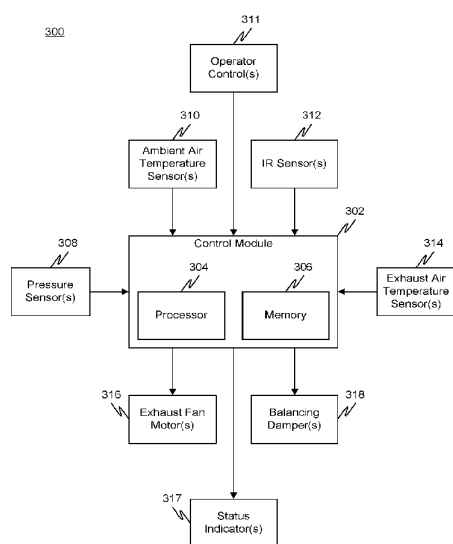 311
300
Operator
Control(s)
310
312
Ambient Air
Temperature
Sensor(s)
IR Sensor(s)
302
Control Module
308
314
304
306
Pressure
Sensor(s)
Processor
Memory
Exhaust Air
Temperature
Sensor(s)
316
318
Exhaust Fan
Motor(s)
Balancing
Damper(s)
317
Status
Indicator(s)